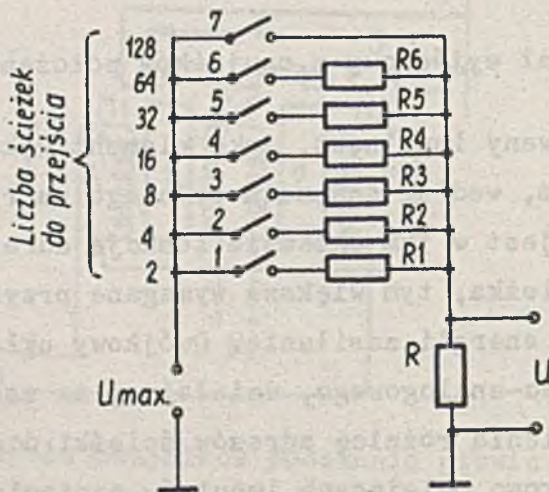 Liczba ścieżek
do przejścia
128 7
64 6 R6
32 5 R5
16 4 R4
8 3 R3
4 2 R2
2 1 R1
Umax.
R
U